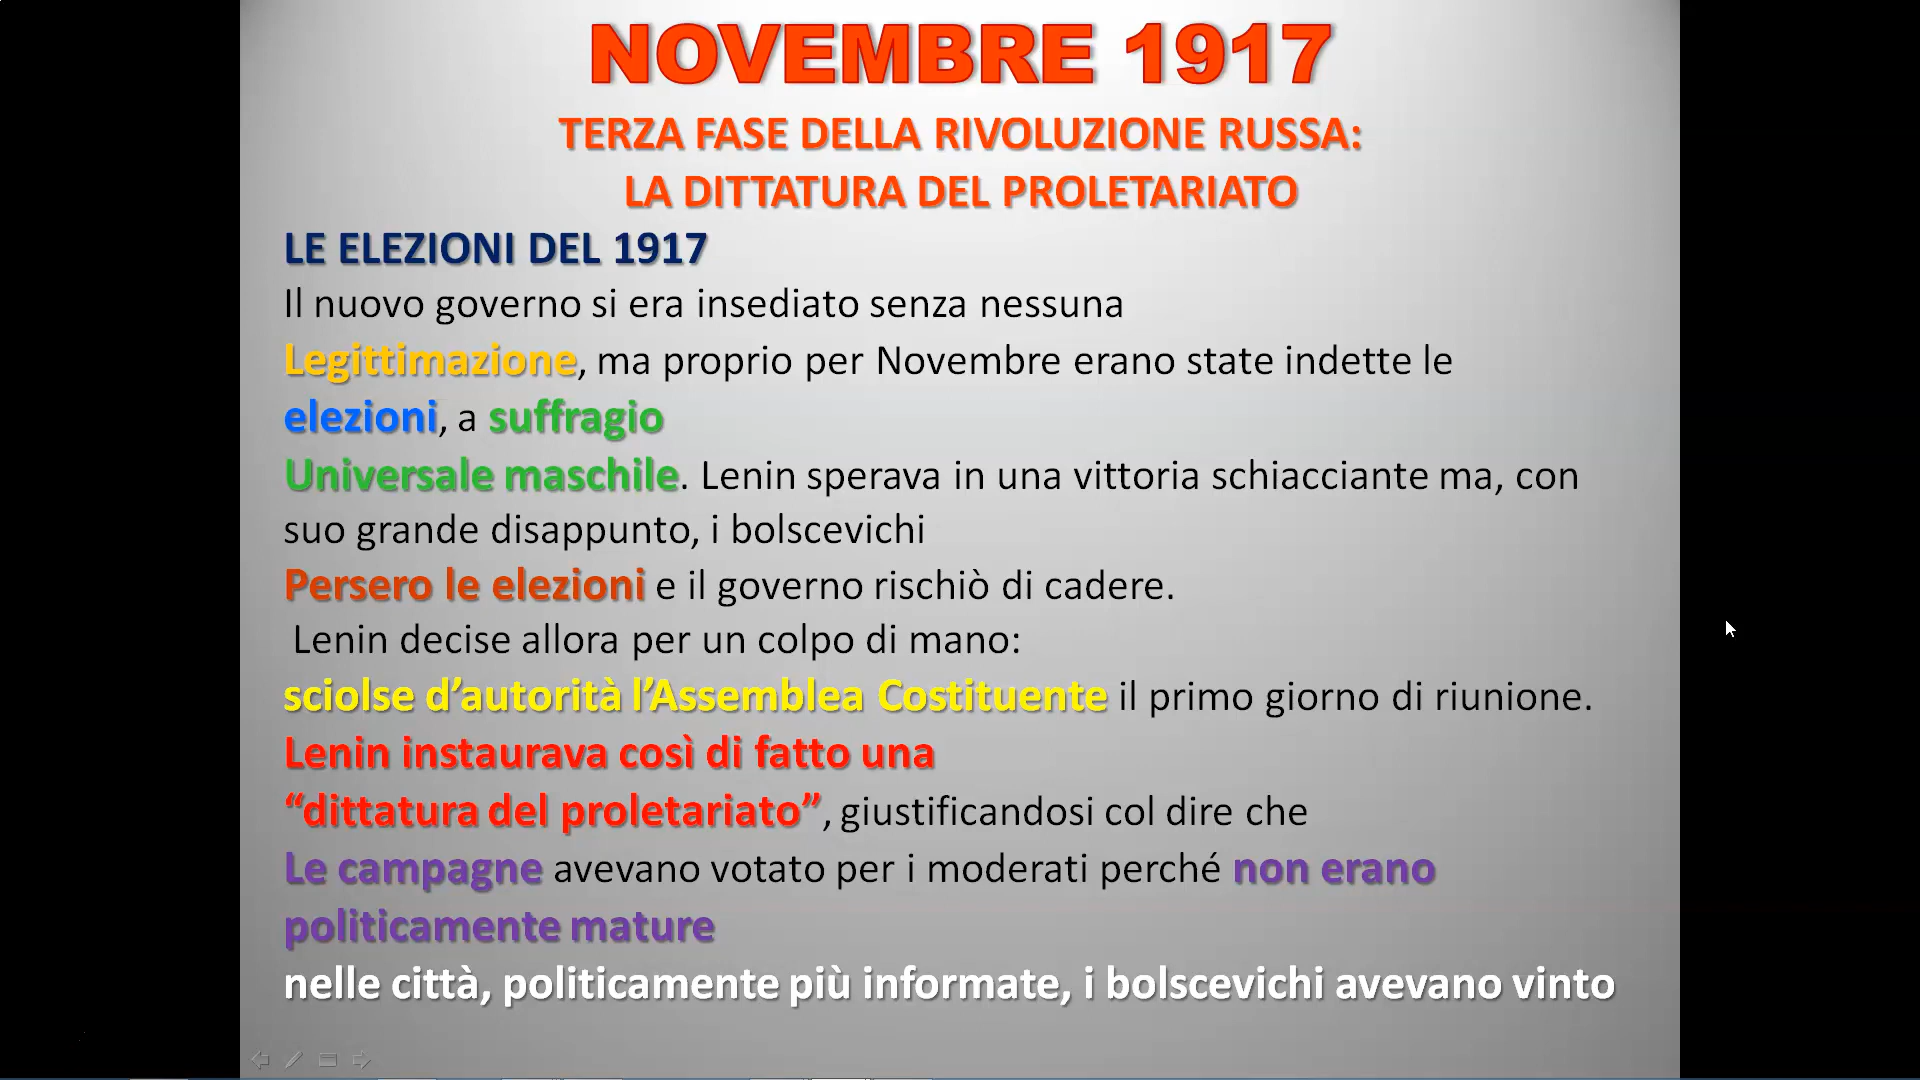 NOVEMBRE 1917
TERZA FASE DELLA RIVOLUZIONE RUSSA:
LA DITTATURA DEL PROLETARIATO
LE ELEZIONI DEL 1917
Il nuovo governo si era insediato senza nessuna
Legittimazione, ma proprio per Novembre erano state indette le
elezioni, a suffragio
Universale maschile. Lenin sperava in una vittoria schiacciante ma, con
suo grande disappunto, i bolscevichi
Persero le elezioni e il governo rischiò di cadere.
Lenin decise allora per un colpo di mano:
sciolse d’autorità l’Assemblea Costituente il primo giorno di riunione.
Lenin instaurava così di fatto una
“dittatura del proletariato”, giustificandosi col dire che
Le campagne avevano votato per i moderati perché non erano
politicamente mature
nelle città, politicamente più informate, i bolscevichi avevano vinto